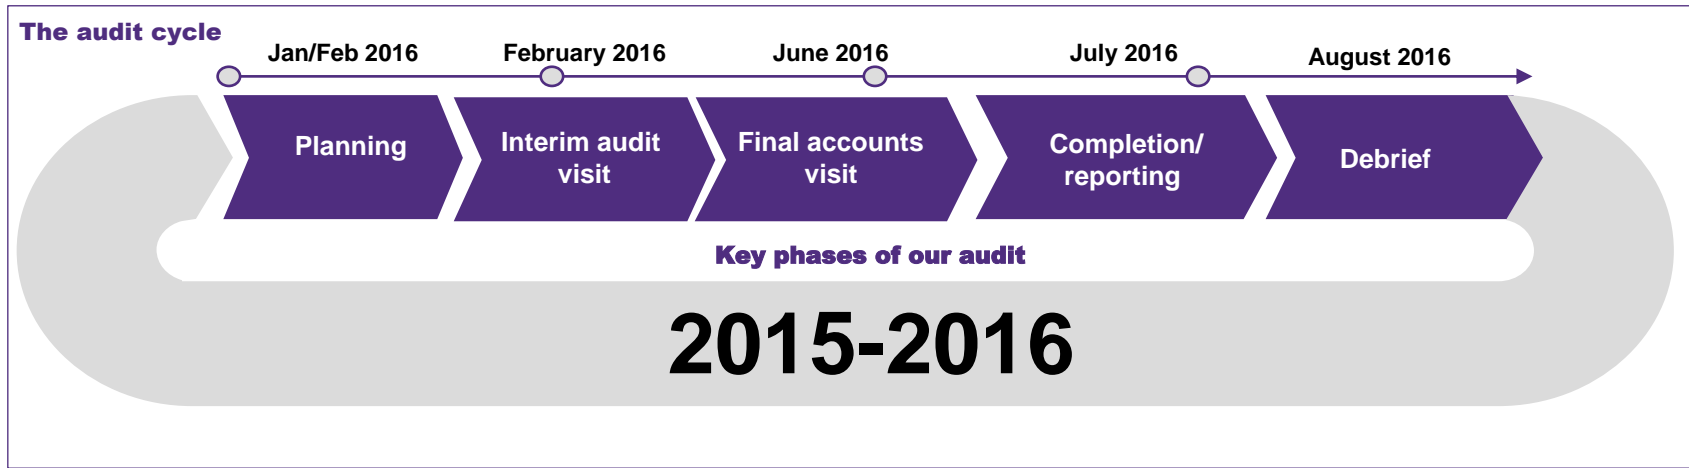 The audit cycle
Jan/Feb 2016
February 2016
June 2016
July 2016
August 2016
Planning
Interim audit
visit
Final accounts
visit
Completion/
reporting
Debrief
Key phases of our audit
2015-2016